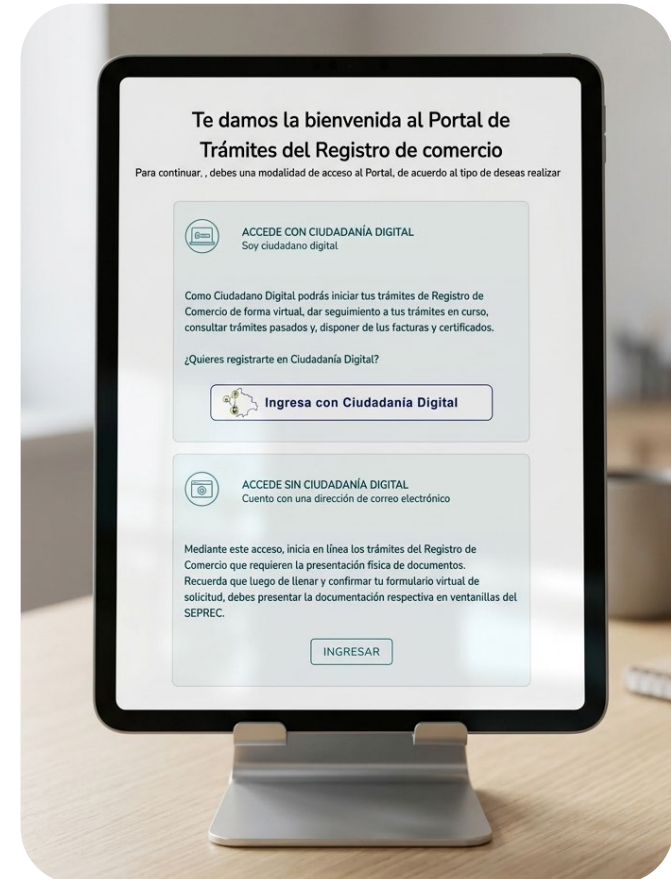 Te damos la bienvenida al Portal de
Trámites del Registro de comercio
Para continuar, , debes una modalidad de acceso al Portal, de acuerdo al tipo de deseas realizar
ACCEDE CON CIUDADANÍA DIGITAL
Soy ciudadano digital
Como Ciudadano Digital podrás iniciar tus trámites de Registro de
Comercio de forma virtual, dar seguimiento a tus trámites en curso,
consultar trámites pasados y, disponer de lus facturas y certificados.
¿Quieres registrarte en Ciudadanía Digital?
Ingresa con Ciudadanía Digital
ACCEDE SIN CIUDADANÍA DIGITAL
Cuento con una dirección de correo electrónico
Mediante este acceso, inicia en línea los trámites del Registro de
Comercio que requieren la presentación física de documentos.
Recuerda que luego de llenar y confirmar tu formulario virtual de
solicitud, debes presentar la documentación respectiva en ventanillas del
SEPREC.
INGRESAR